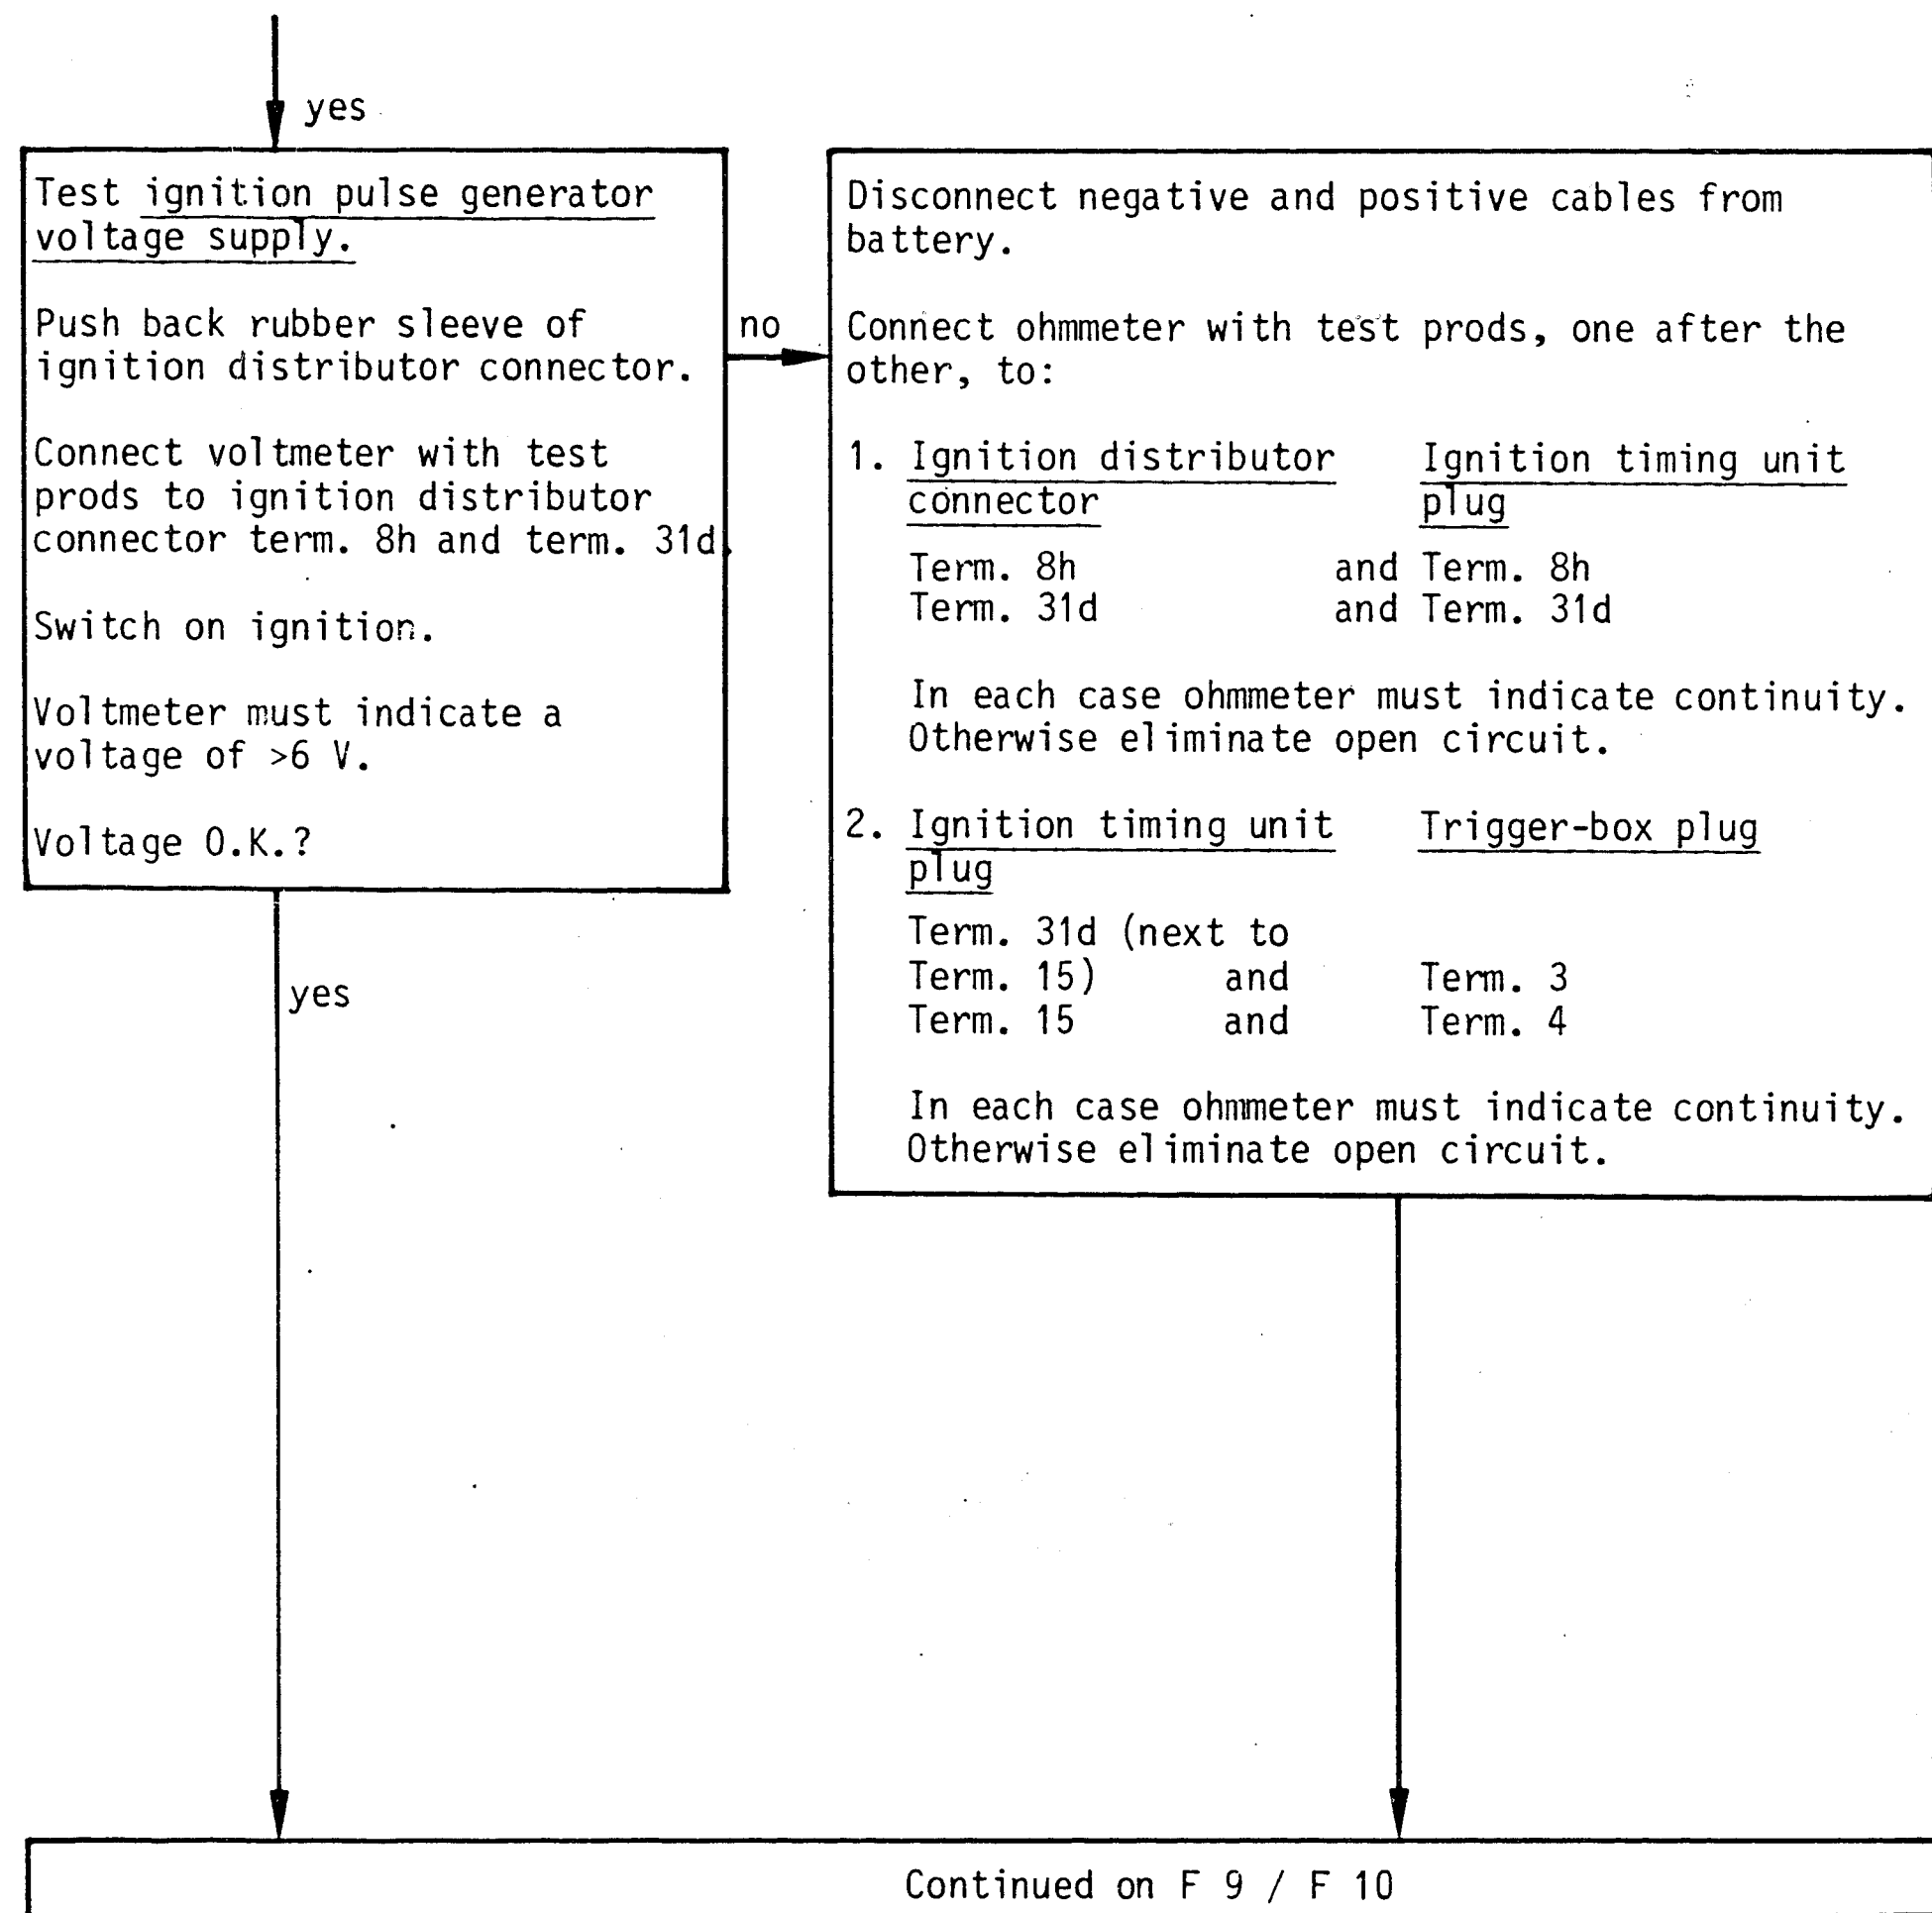 yes
Test ignition pulse generator
voltage supply.
Push back rubber sleeve of
ignition distributor connector.
Connect voltmeter with test
prods to ignition distributor
connector term. 8h and term. 31d.
Switch on ignition.
Voltmeter must indicate a
voltage of >6 V.
Voltage O.K.?
no
yes
Disconnect negative and positive cables from
battery.
Connect ohmmeter with test prods, one after the
other, to:
1. Ignition distributor Ignition timing unit
connector plug
Term. 8h and Term. 8h
Term. 31d and Term. 31d
In each case ohmmeter must indicate continuity.
Otherwise eliminate open circuit.
2. Ignition timing unit Trigger-box plug
plug
Term. 31d (next to
Term. 15) and Term. 3
Term. 15 and Term. 4
In each case ohmmeter must indicate continuity.
Otherwise eliminate open circuit.
Continued on F 9 / F 10